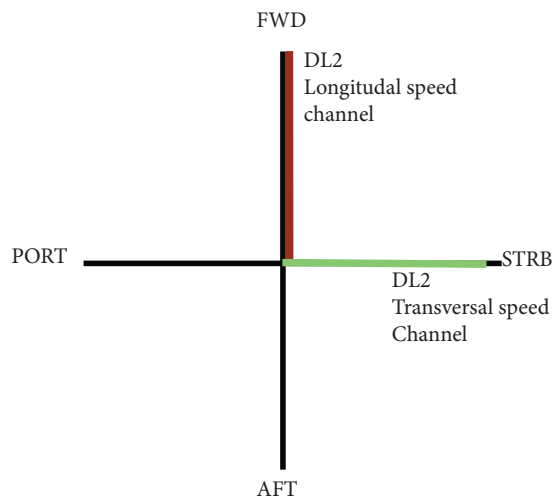 FWD
DL2
Longitudal speed
channel
PORT
STRB
DL2
Transversal speed
Channel
AFT